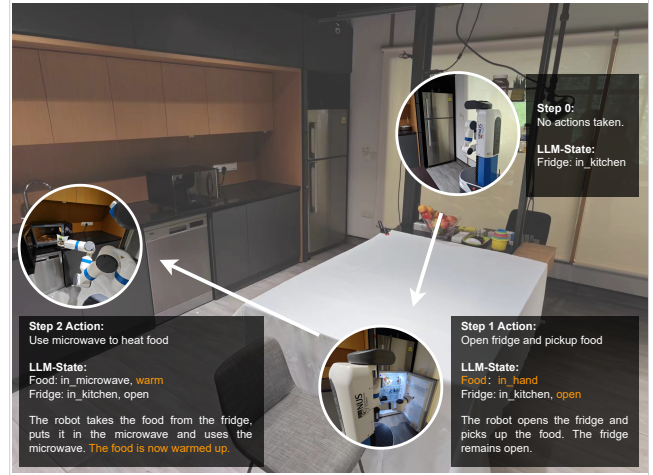 Step 0:
No actions taken.
LLM-State:
Fridge: in_kitchen
Step 2 Action:
Use microwave to heat food
LLM-State:
Food: in_microwave, warm
Fridge: in_kitchen, open
The robot takes the food from the fridge,
puts it in the microwave and uses the
microwave. The food is now warmed up.
Step 1 Action:
Open fridge and pickup food
LLM-State:
Food: in_hand
Fridge: in_kitchen, open
The robot opens the fridge and
picks up the food. The fridge
remains open.